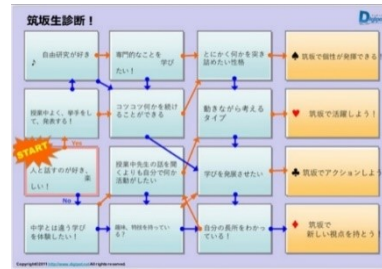 筑坂生診断！
自由研究が好き
♪
専門的なことを
学び
たい！
とにかく何かを突き
詰めたい性格
♠ 筑坂で個性が発揮できる！
授業中よく、挙手をし
て、発表する！
コツコツ何かを続け
ることができる
動きながら考える
タイプ
♥ 筑坂で活躍しよう！
START
Yes
人と話すのが好き、
楽
しい！
授業中先生の話を聞
くよりも自分で何か
活動がしたい
学びを発展させたい
♣ 筑坂でアクションしよう！
No
中学とは違う学び
を体験したい！
趣味、特技を持ってい
る！
自分の長所をわかっ
ている！
♦ 筑坂で
新しい視点を持とう！
All rights reserved.